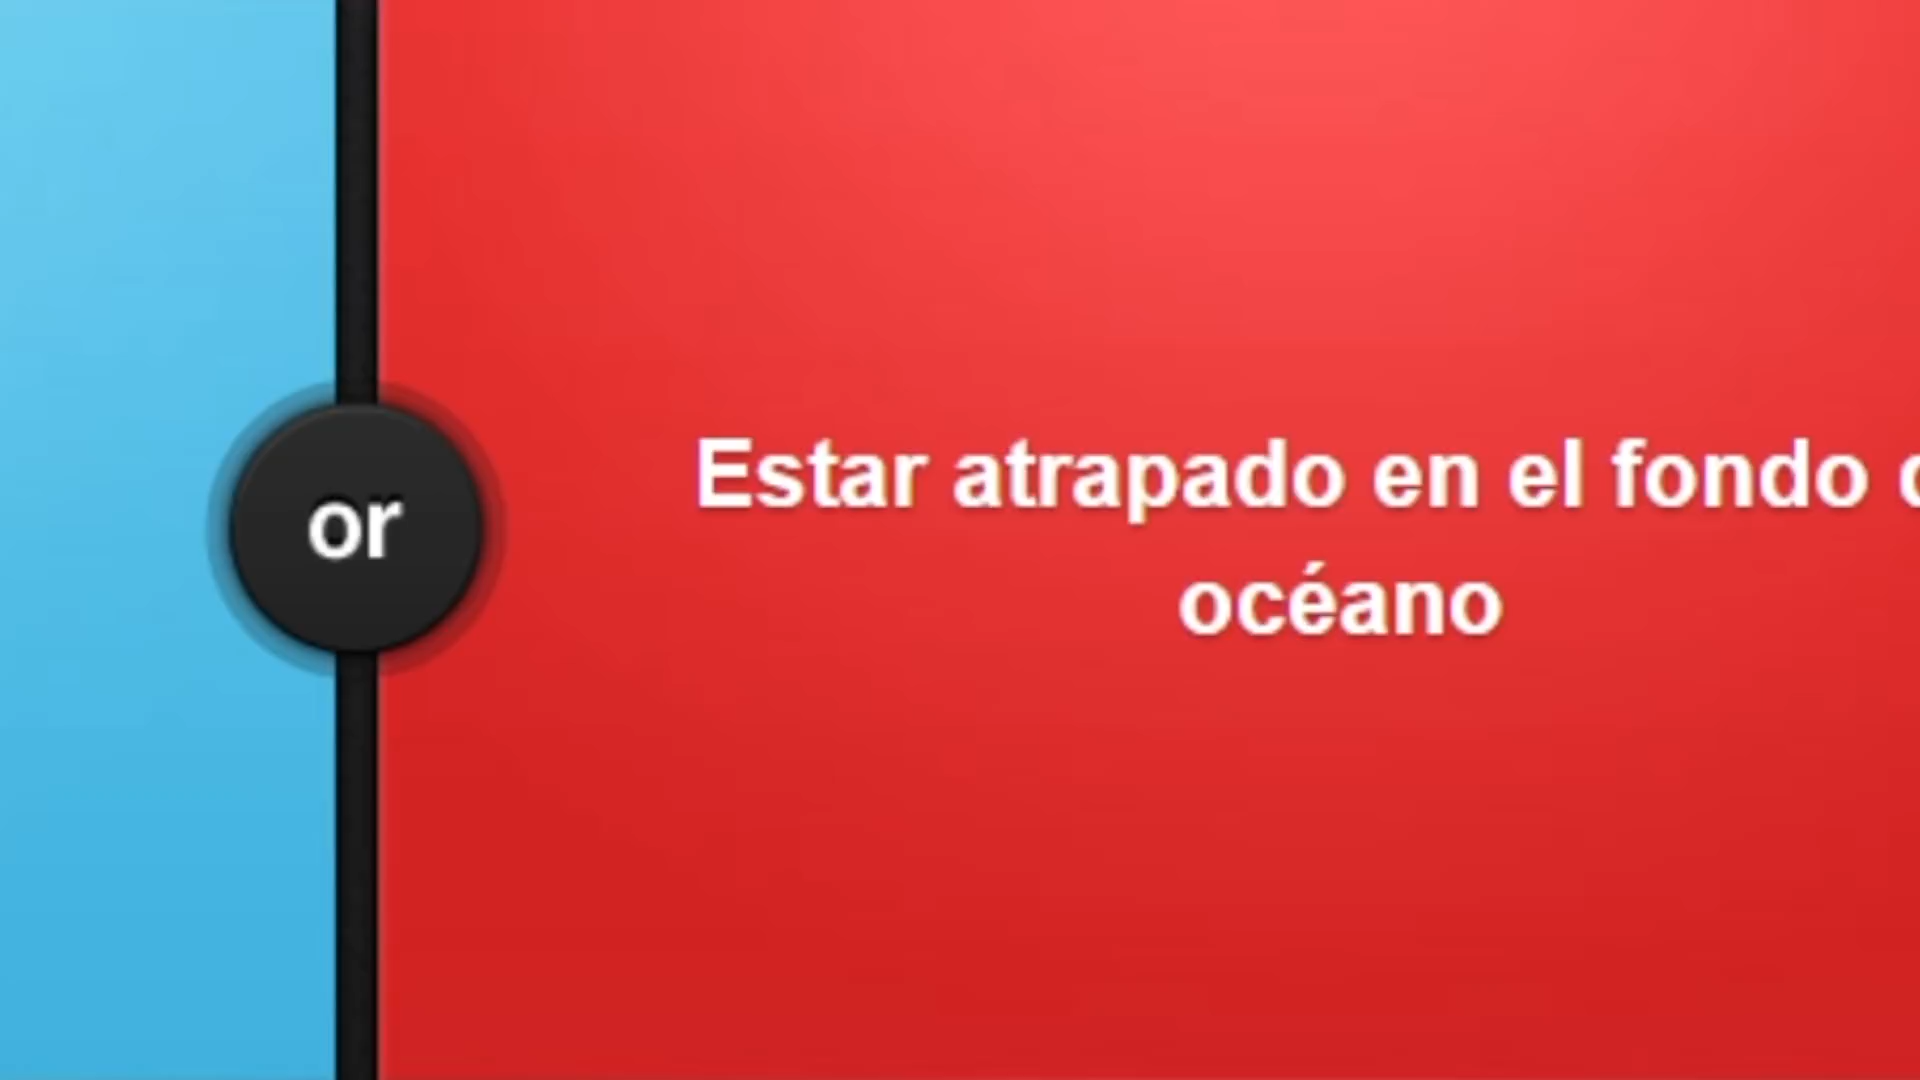 or
Estar atrapado en el fondo
océano